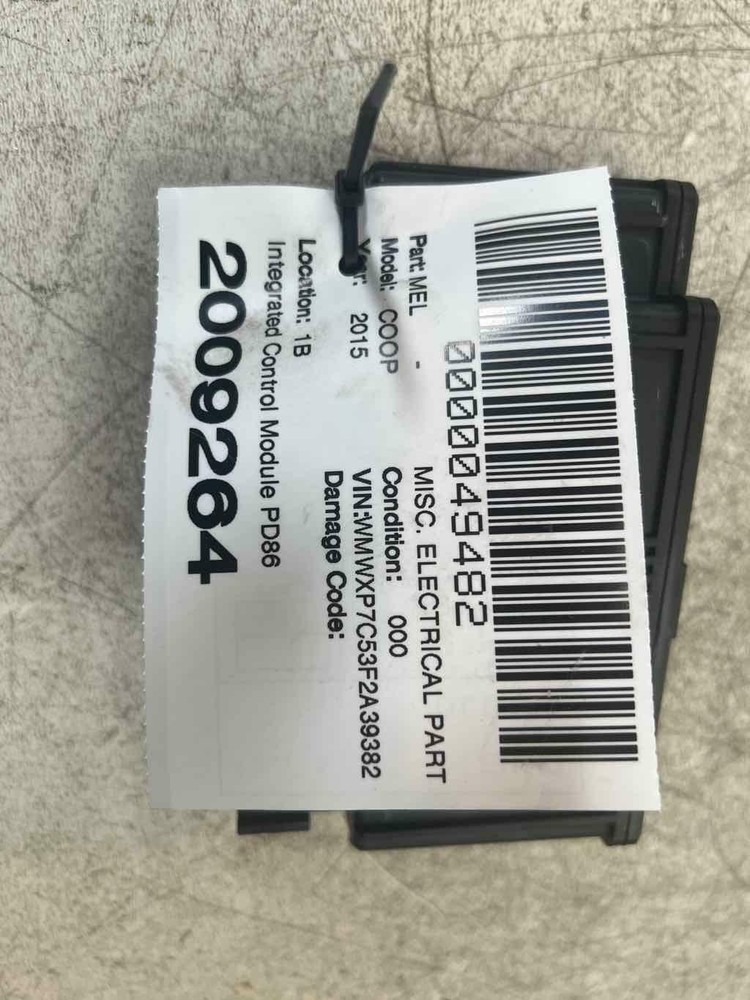 0000049482
Part: MEL - MISC. ELECTRICAL PART
Model: COOP Condition: 000
Year: 2015 VIN:WMWXP7C53F2A39382
Damage Code:
Location: 1B
Integrated Control Module PD86
2009264